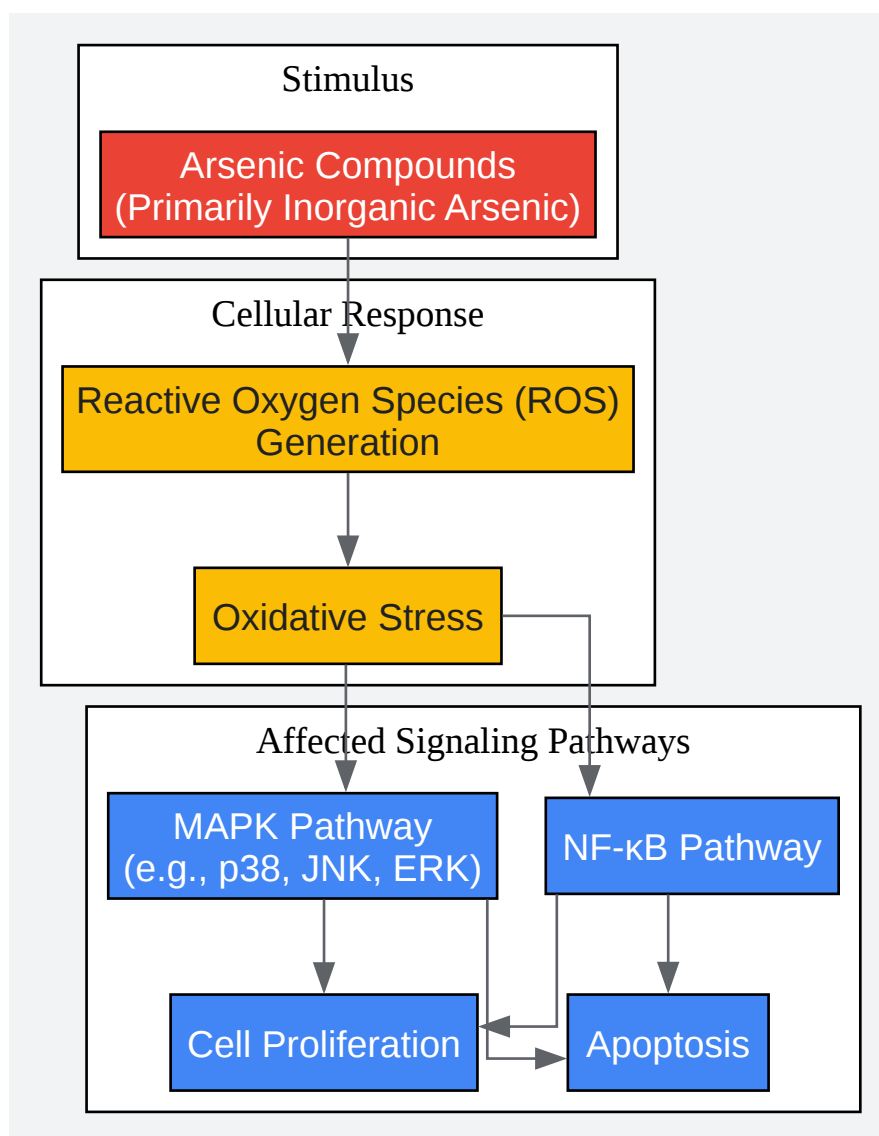 Stimulus
Arsenic Compounds
(Primarily Inorganic Arsenic)
Cellular Response
Reactive Oxygen Species (ROS)
Generation
Oxidative Stress
Affected Signaling Pathways
MAPK Pathway
(e.g., p38, JNK, ERK)
NF-κB Pathway
Cell Proliferation
Apoptosis